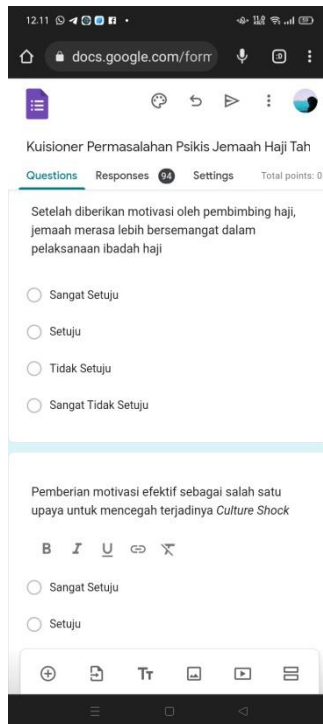 12.11
docs.google.com/form
:D
Kuisioner Permasalahan Psikis Jemaah Haji Tah
Questions Responses 94 Settings Total points: 0
Setelah diberikan motivasi oleh pembimbing haji,
jemaah merasa lebih bersemangat dalam
pelaksanaan ibadah haji
Sangat Setuju
Setuju
Tidak Setuju
Sangat Tidak Setuju
Pemberian motivasi efektif sebagai salah satu
upaya untuk mencegah terjadinya Culture Shock
B I U
Sangat Setuju
Setuju
Tт